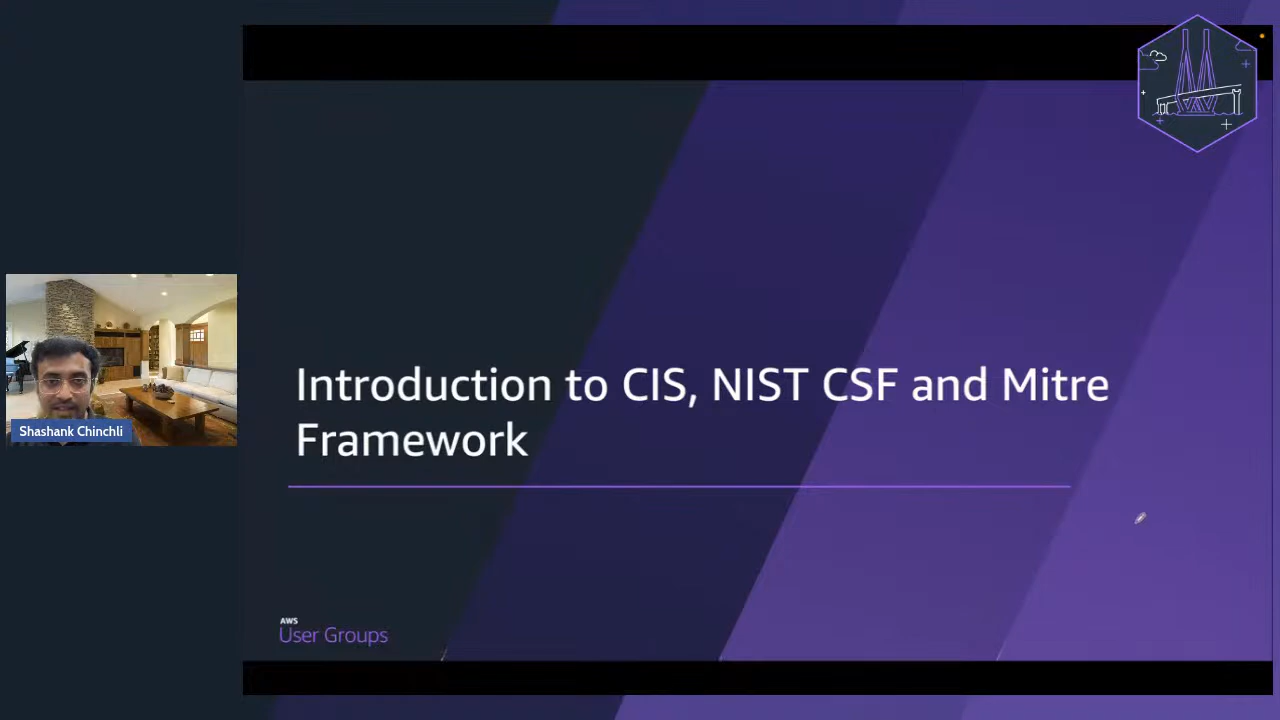 Introduction to CIS, NIST CSF and Mitre
Framework
Shashank Chinchli
AWS
User Groups